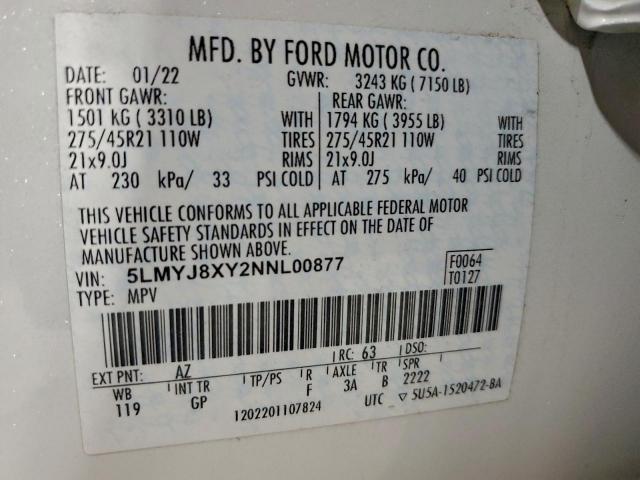 MFD. BY FORD MOTOR CO.
DATE: 01/22 GVWR: 3243 KG ( 7150 LB)
FRONT GAWR: REAR GAWR:
1501 KG ( 3310 LB) WITH 1794 KG ( 3955 LB) WITH
275/45R21 110W TIRES 275/45R21 110W TIRES
21x9.0J RIMS 21x9.0J RIMS
AT 230 kPa/ 33 PSI COLD AT 275 kPa/ 40 PSI COLD
THIS VEHICLE CONFORMS TO ALL APPLICABLE FEDERAL MOTOR
VEHICLE SAFETY STANDARDS IN EFFECT ON THE DATE OF
MANUFACTURE SHOWN ABOVE.
VIN: 5LMYJ8XY2NNL00877 F0064
TYPE: MPV T0127
EXT PNT: AZ RC: 63 DSO:
WB INT TR TP/PS R AXLE TR SPR
119 GP F 3A B 2222
1202201107824 UTC ▽ 5U5A-1520472-BA